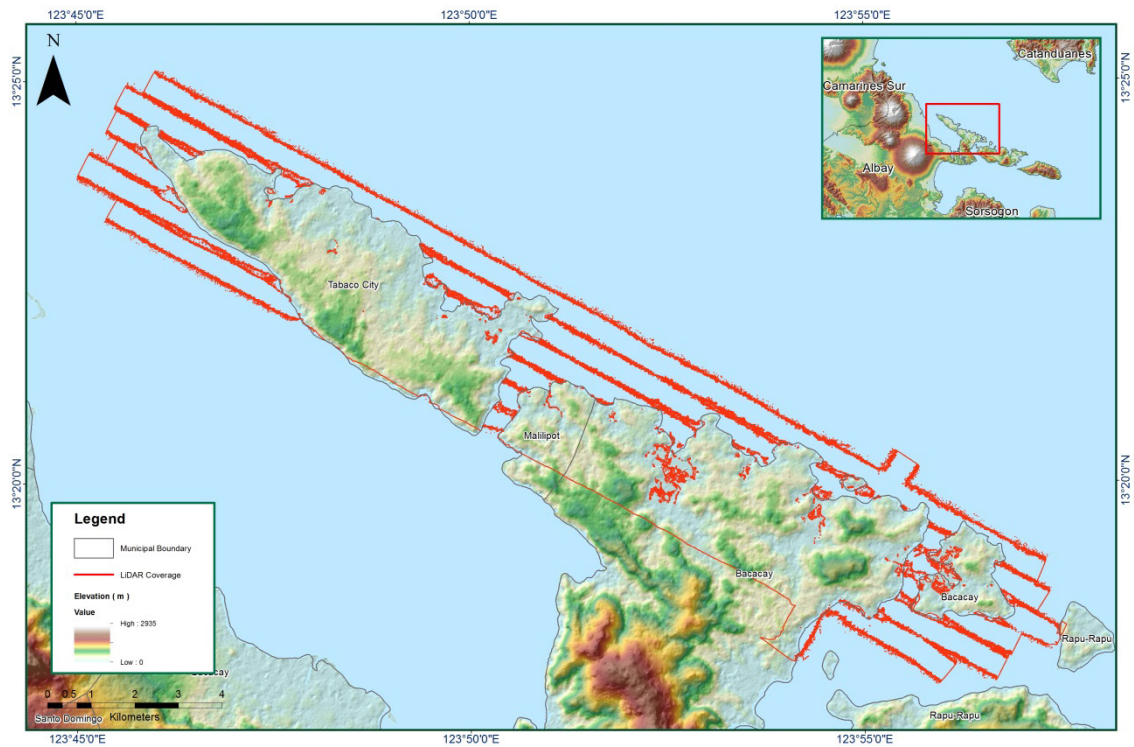 123°45'0"E
123°50'0"E
123°55'0"E
N
13°25'0"N
13°25'0"N
Catanduanes
Camarines Sur
Albay
Sorsogon
Tabaco City
Malilipot
13°20'0"N
13°20'0"N
Bacacay
Bacacay
Rapu-Rapu
Rapu-Rapu
Legend
Municipal Boundary
LiDAR Coverage
Elevation ( m )
Value
High : 2935
Low : 0
0 0.5 1 2 3 4
Kilometers
Santo Domingo
123°45'0"E
123°50'0"E
123°55'0"E